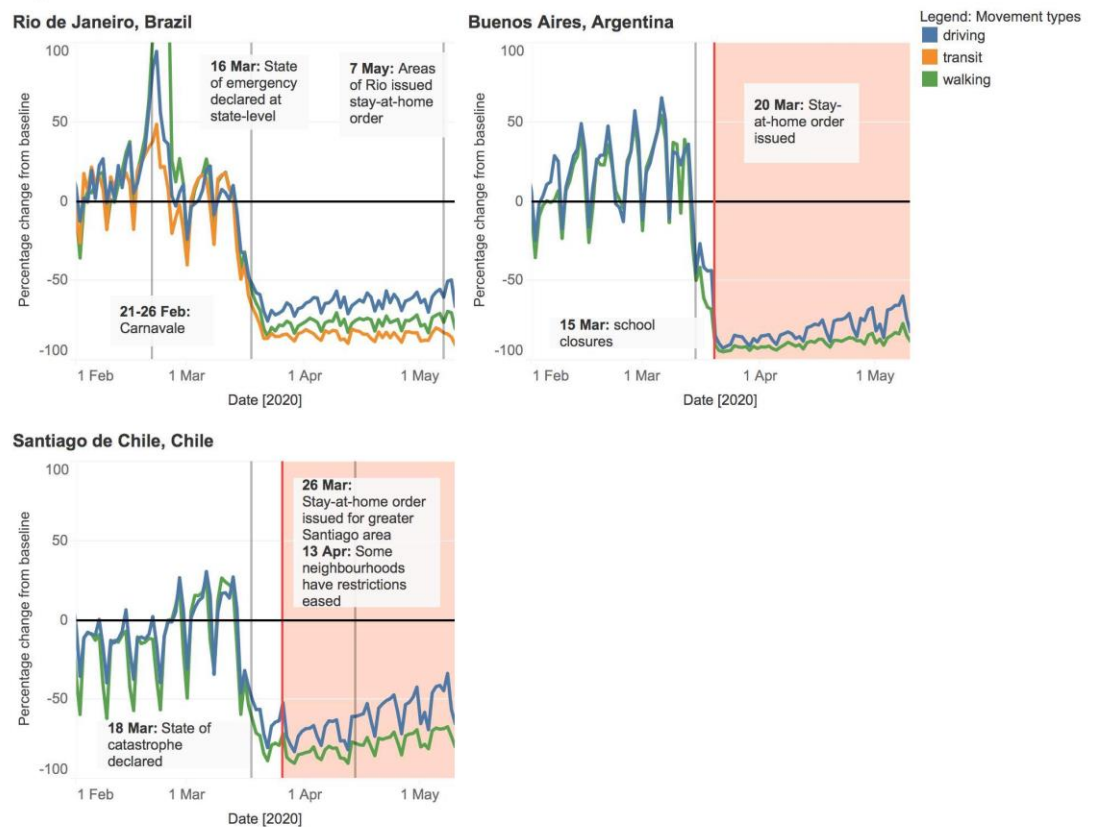 Rio de Janeiro, Brazil
100
50
0
-50
-100
Percentage change from baseline
16 Mar: State
of emergency
declared at
state-level
7 May: Areas
of Rio issued
stay-at-home
order
21-26 Feb:
Carnavale
1 Feb
1 Mar
1 Apr
1 May
Date [2020]
Buenos Aires, Argentina
100
50
0
-50
-100
Percentage change from baseline
20 Mar: Stay-
at-home order
issued
15 Mar: school
closures
1 Feb
1 Mar
1 Apr
1 May
Date [2020]
Legend: Movement types
driving
transit
walking
Santiago de Chile, Chile
100
50
0
-50
-100
Percentage change from baseline
26 Mar:
Stay-at-home order
issued for greater
Santiago area
13 Apr: Some
neighbourhoods
have restrictions
eased
18 Mar: State of
catastrophe
declared
1 Feb
1 Mar
1 Apr
1 May
Date [2020]